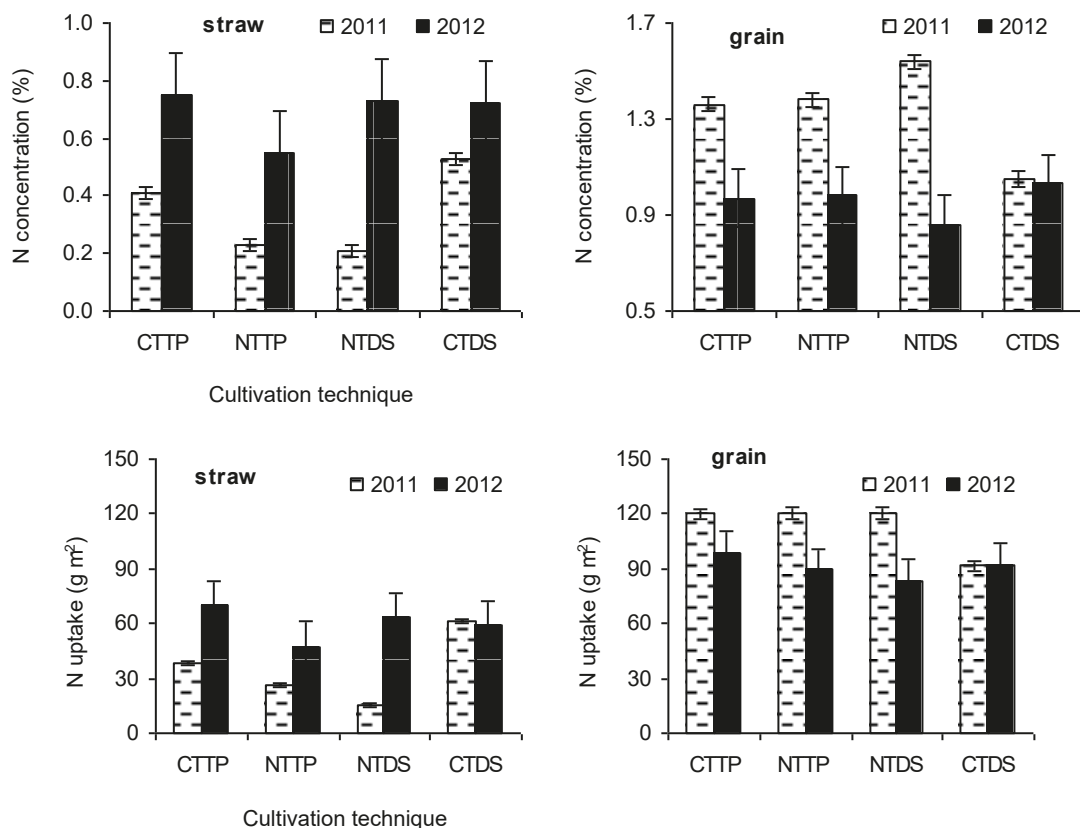 straw
2011 2012
N concentration (%)
1.0
0.8
0.6
0.4
0.2
0.0
CTTP NTTP NTDS CTDS
Cultivation technique
grain
2011 2012
N concentration (%)
1.7
1.3
0.9
0.5
CTTP NTTP NTDS CTDS
straw
2011 2012
N uptake (g m²)
150
120
90
60
30
0
CTTP NTTP NTDS CTDS
Cultivation technique
grain
2011 2012
N uptake (g m²)
150
120
90
60
30
0
CTTP NTTP NTDS CTDS